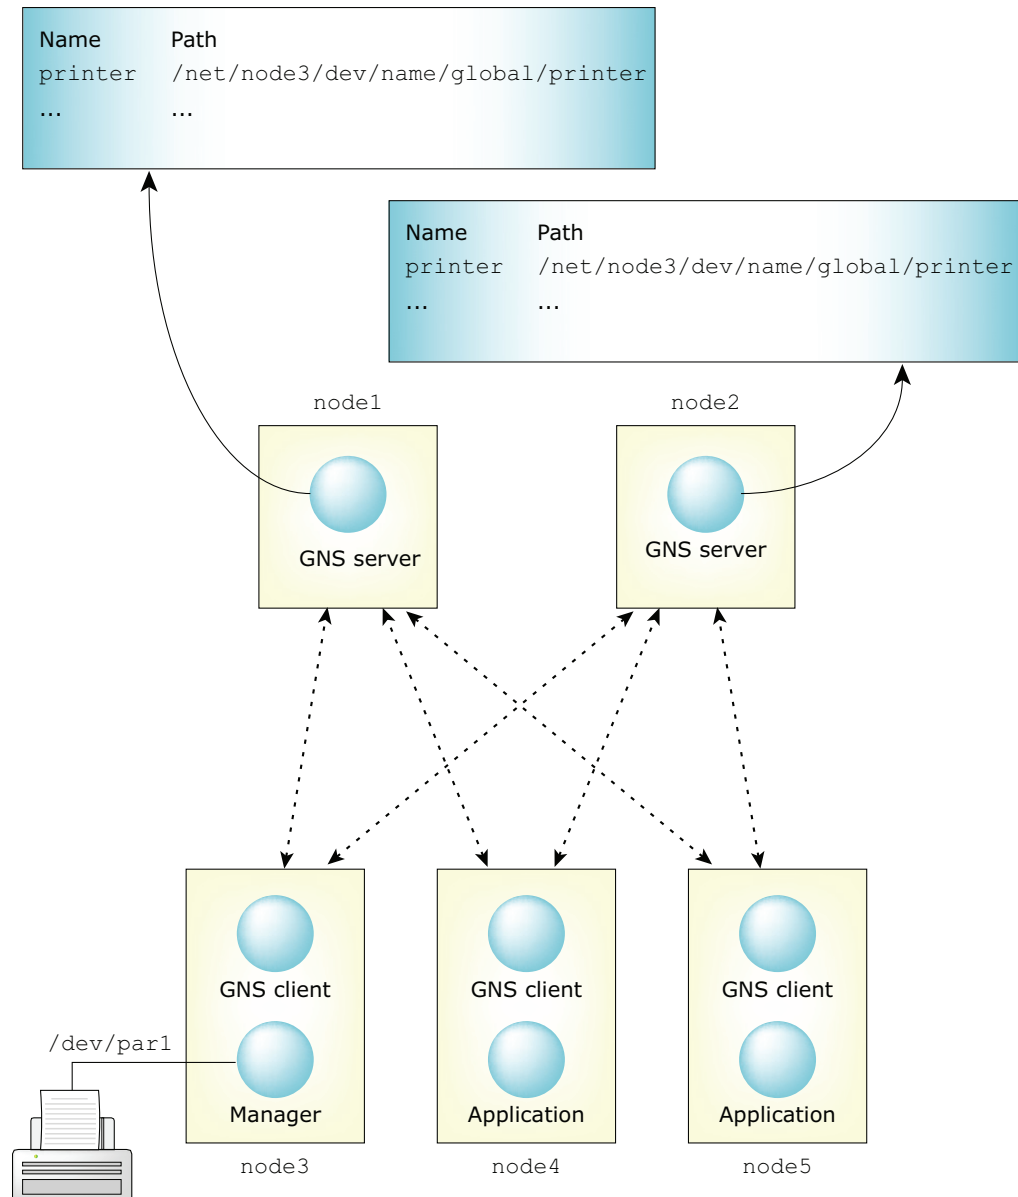 Name Path
printer /net/node3/dev/name/global/printer
... ...
Name Path
printer /net/node3/dev/name/global/printer
... ...
node1 node2
GNS server GNS server
GNS client GNS client GNS client
/dev/par1
Manager Application Application
node3 node4 node5